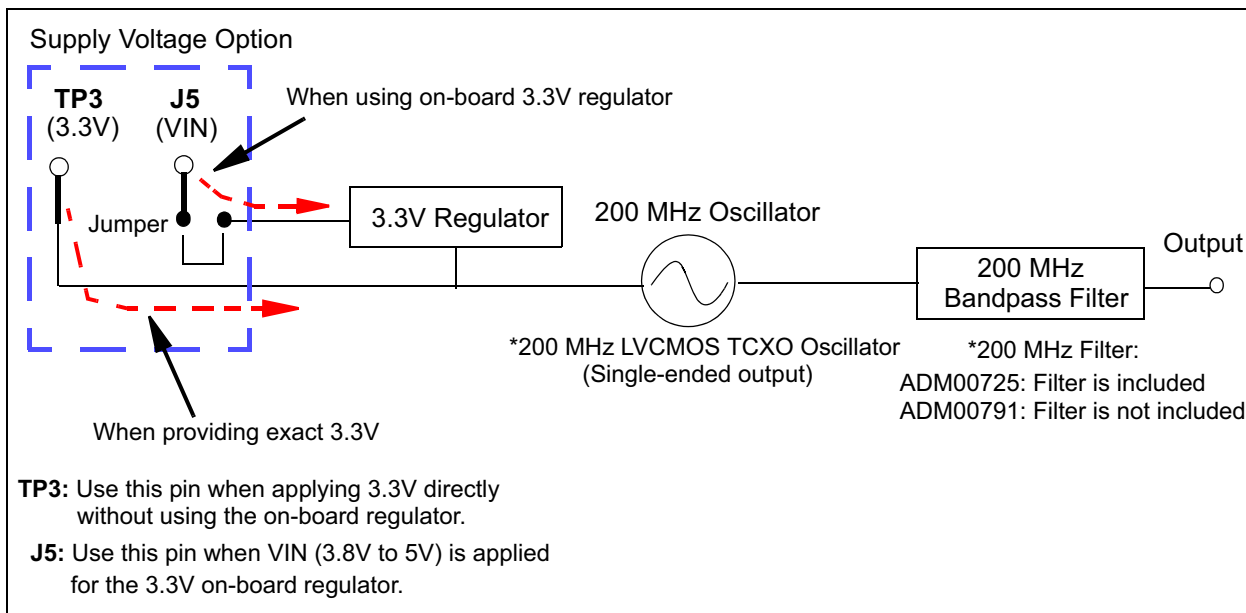 Supply Voltage Option
TP3
(3.3V)
J5
(VIN)
When using on-board 3.3V regulator
Jumper
3.3V Regulator
200 MHz Oscillator
200 MHz
Bandpass Filter
Output
*200 MHz LVCMOS TCXO Oscillator
(Single-ended output)
*200 MHz Filter:
ADM00725: Filter is included
ADM00791: Filter is not included
When providing exact 3.3V
TP3: Use this pin when applying 3.3V directly
without using the on-board regulator.
J5: Use this pin when VIN (3.8V to 5V) is applied
for the 3.3V on-board regulator.